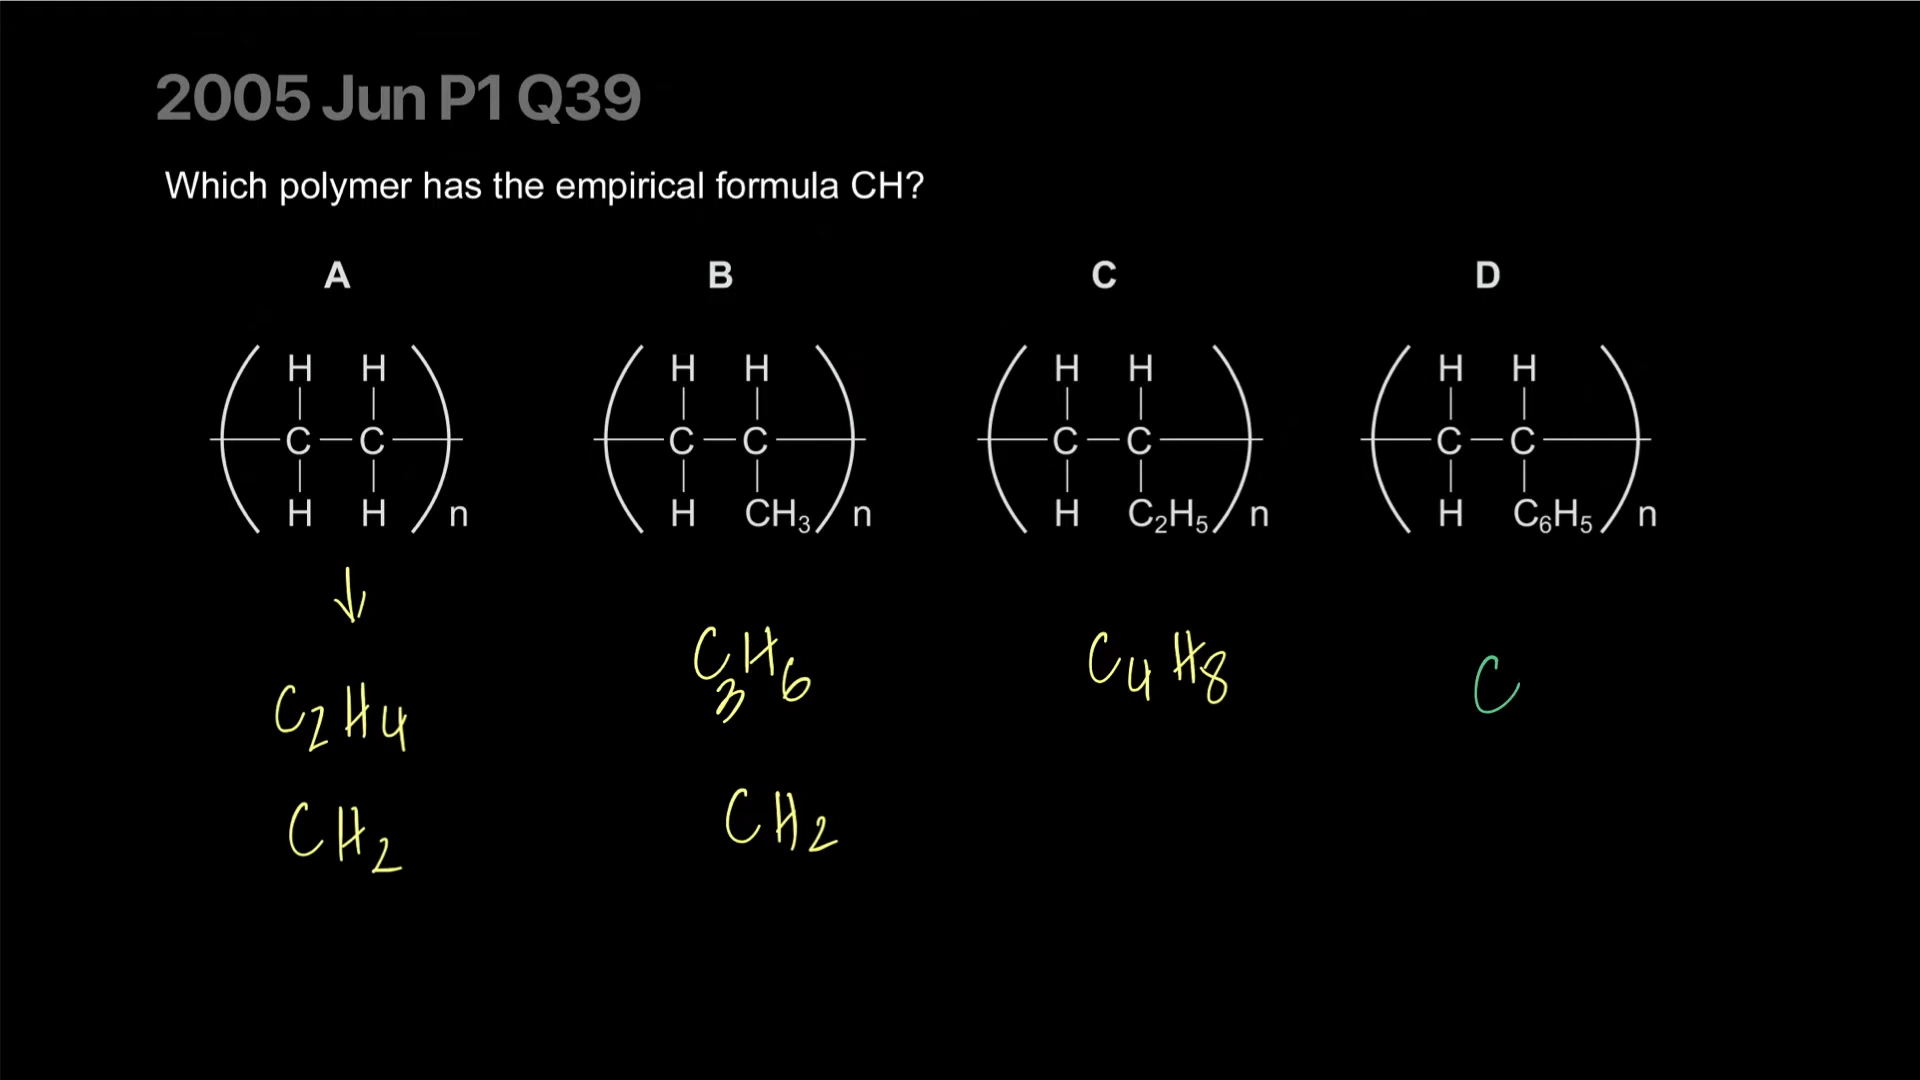 2005 Jun P1 Q39
Which polymer has the empirical formula CH?
A B C D
H H H H H H H H
C C C C C C C C
H H n H CH₃ n H C₂H₅ n H C₆H₅ n
C₃H₆ C₄H₈ C
C₂H₄
CH₂ CH₂